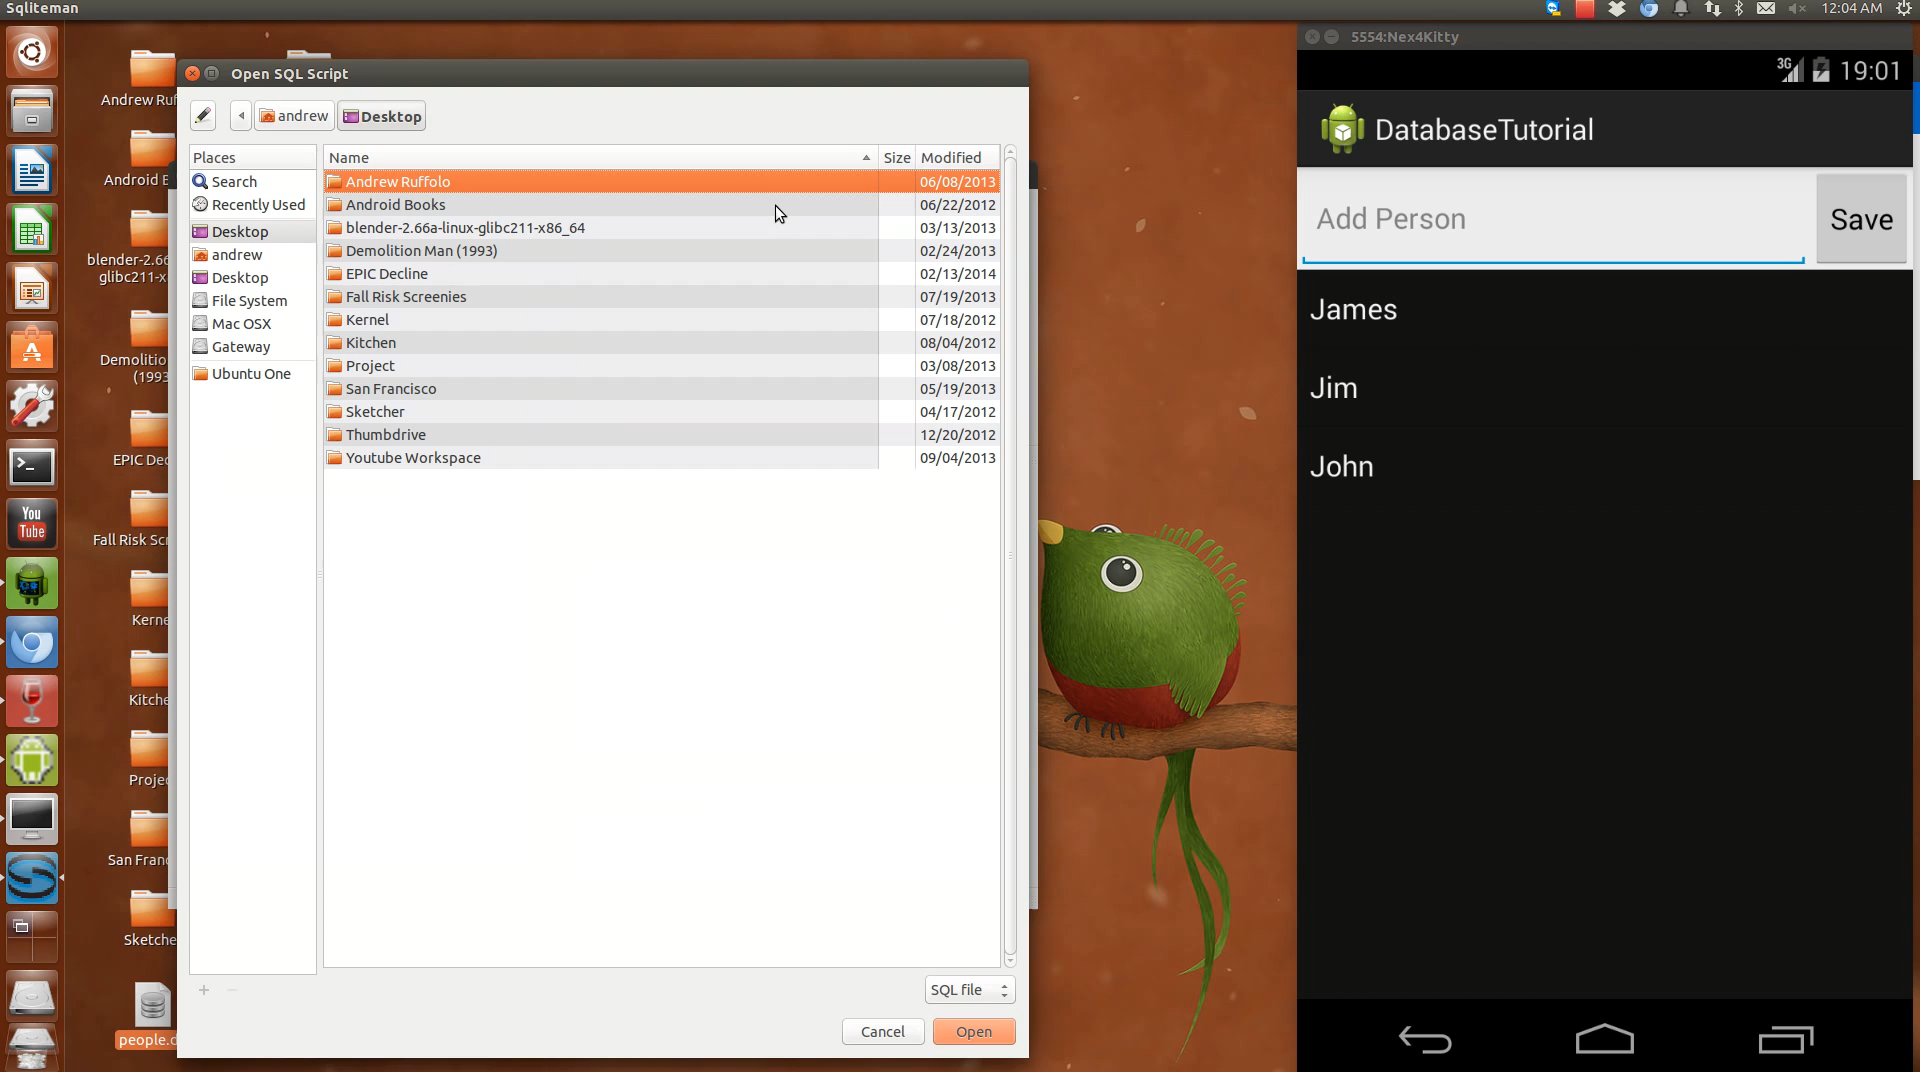 Sqliteman
12:04 AM
Andrew Ruf
Android B
blender-2.66
glibc211-x
Demolitio
(1993
EPIC Dec
Fall Risk Scr
Kerne
Kitche
Projec
San Fran
Sketche
people.d
You
Tube
Open SQL Script
andrew
Desktop
Places
Search
Recently Used
Desktop
andrew
Desktop
File System
Mac OSX
Gateway
Ubuntu One
Name Size Modified
Andrew Ruffolo 06/08/2013
Android Books 06/22/2012
blender-2.66a-linux-glibc211-x86_64 03/13/2013
Demolition Man (1993) 02/24/2013
EPIC Decline 02/13/2014
Fall Risk Screenies 07/19/2013
Kernel 07/18/2012
Kitchen 08/04/2012
Project 03/08/2013
San Francisco 05/19/2013
Sketcher 04/17/2012
Thumbdrive 12/20/2012
Youtube Workspace 09/04/2013
SQL file
Cancel
Open
5554:Nex4Kitty
3G 19:01
DatabaseTutorial
Add Person
Save
James
Jim
John